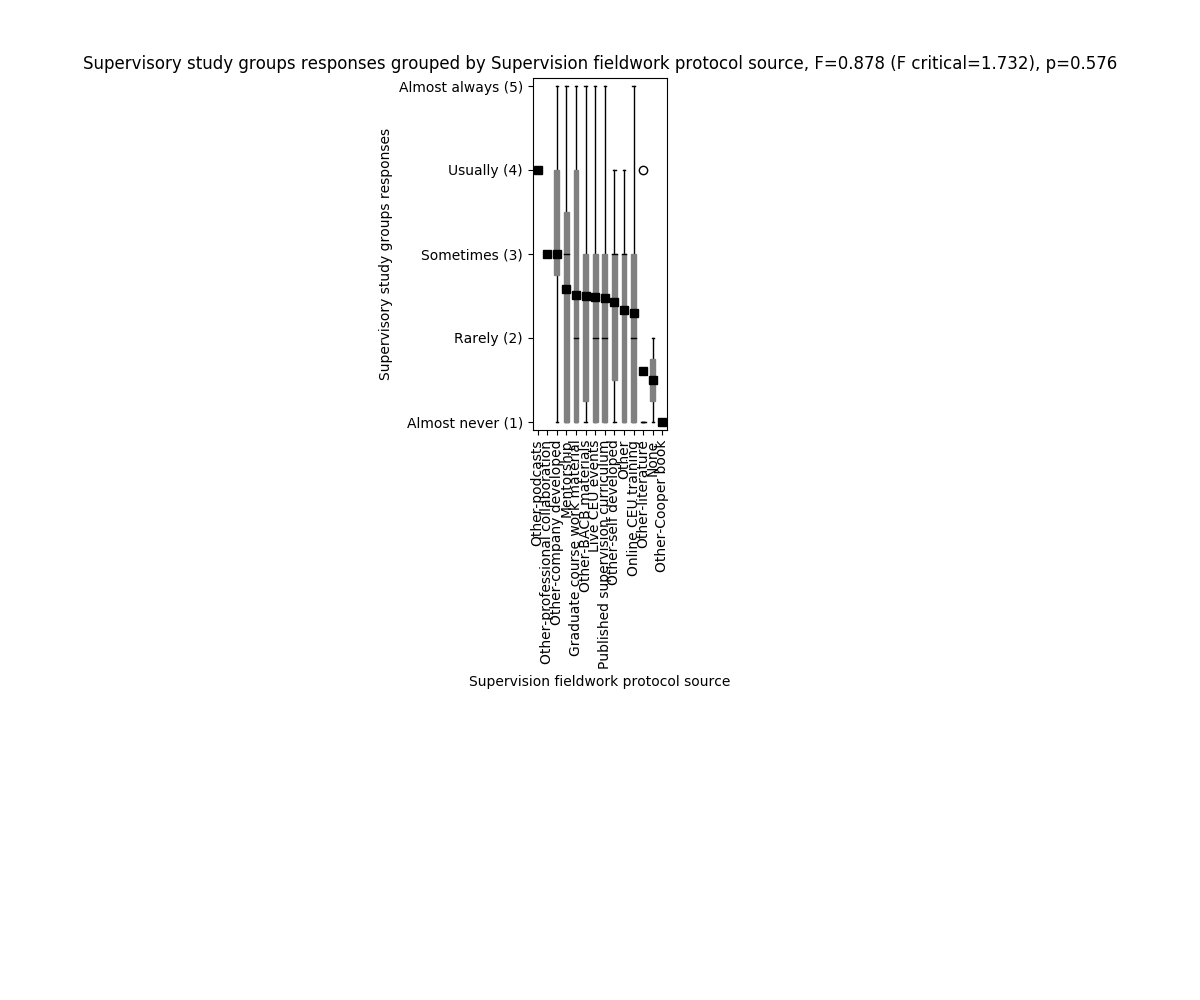 Supervisory study groups responses grouped by Supervision fieldwork protocol source, F=0.878 (F critical=1.732), p=0.576
Almost always (5)
Usually (4)
Sometimes (3)
Rarely (2)
Almost never (1)
Supervisory study groups responses
Other-podcasts
Other-professional collaboration
Other-company developed
Mentorship
Graduate course work material
Other-BACB materials
Live CEU events
Published supervision curriculum
Other-self developed
Other
Online CEU training
Other-literature
None
Other-Cooper book
Supervision fieldwork protocol source